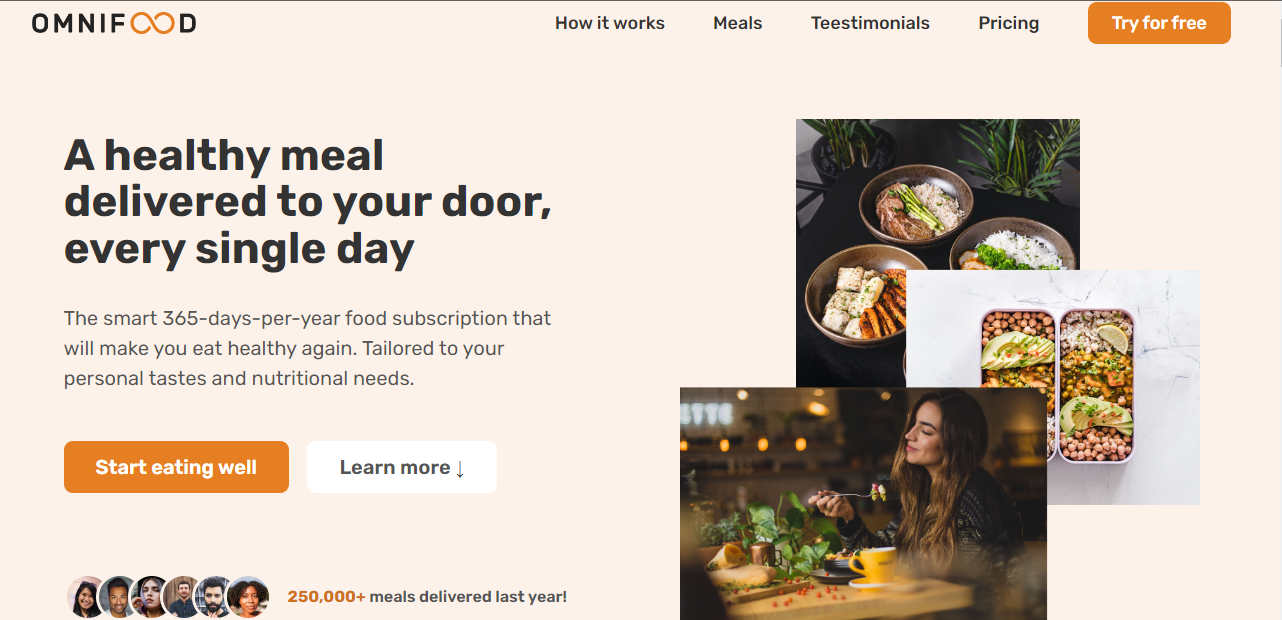 OMNIFOOD
How it works
Meals
Teestimonials
Pricing
Try for free
A healthy meal
delivered to your door,
every single day
The smart 365-days-per-year food subscription that
will make you eat healthy again. Tailored to your
personal tastes and nutritional needs.
Start eating well
Learn more ↓
250,000+ meals delivered last year!